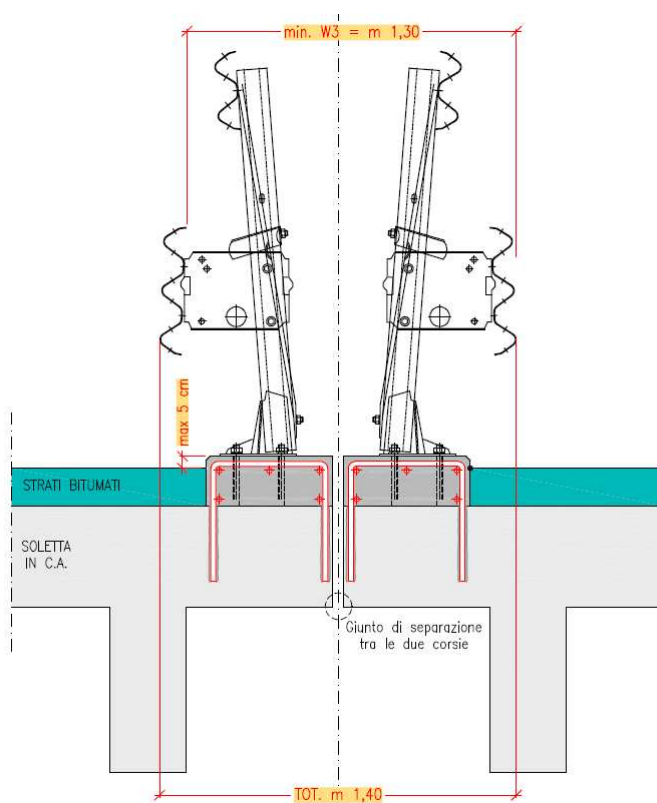 min. W3 = m 1,30
max 5 cm
STRATI BITUMATI
SOLETTA
IN C.A.
Giunto di separazione
tra le due corsie
TOT. m 1,40